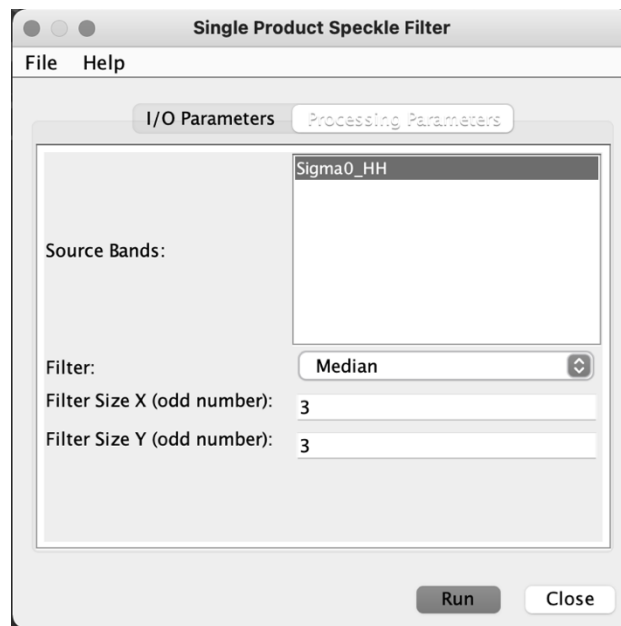 Single Product Speckle Filter
File Help
I/O Parameters Processing Parameters
Source Bands: Sigma0_HH
Filter: Median
Filter Size X (odd number): 3
Filter Size Y (odd number): 3
Run Close